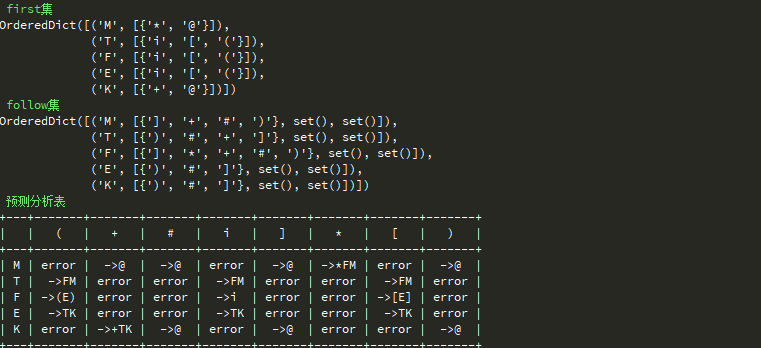 first集
OrderedDict([('M', [{'*', '@'}]),
('T', [{'i', '[', '('}]),
('F', [{'i', '[', '('}]),
('E', [{'i', '[', '('}]),
('K', [{'+', '@'}])])
follow集
OrderedDict([('M', [{']', '+', '#', ')'}, set(), set()]),
('T', [{')', '#', '+', ']'}, set(), set()]),
('F', [{']', '*', '+', '#', ')'}, set(), set()]),
('E', [{')', '#', ']'}, set(), set()]),
('K', [{')', '#', ']'}, set(), set()])])
预测分析表
+---+-------+-------+-------+-------+-------+-------+-------+-------+
|   |   (   |   +   |   #   |   i   |   ]   |   *   |   [   |   )   |
+---+-------+-------+-------+-------+-------+-------+-------+-------+
| M | error |  ->@  |  ->@  | error |  ->@  | ->*FM | error |  ->@  |
| T |  ->FM | error | error |  ->FM | error | error |  ->FM | error |
| F | ->(E) | error | error |  ->i  | error | error | ->[E] | error |
| E |  ->TK | error | error |  ->TK | error | error |  ->TK | error |
| K | error | ->+TK |  ->@  | error |  ->@  | error | error |  ->@  |
+---+-------+-------+-------+-------+-------+-------+-------+-------+